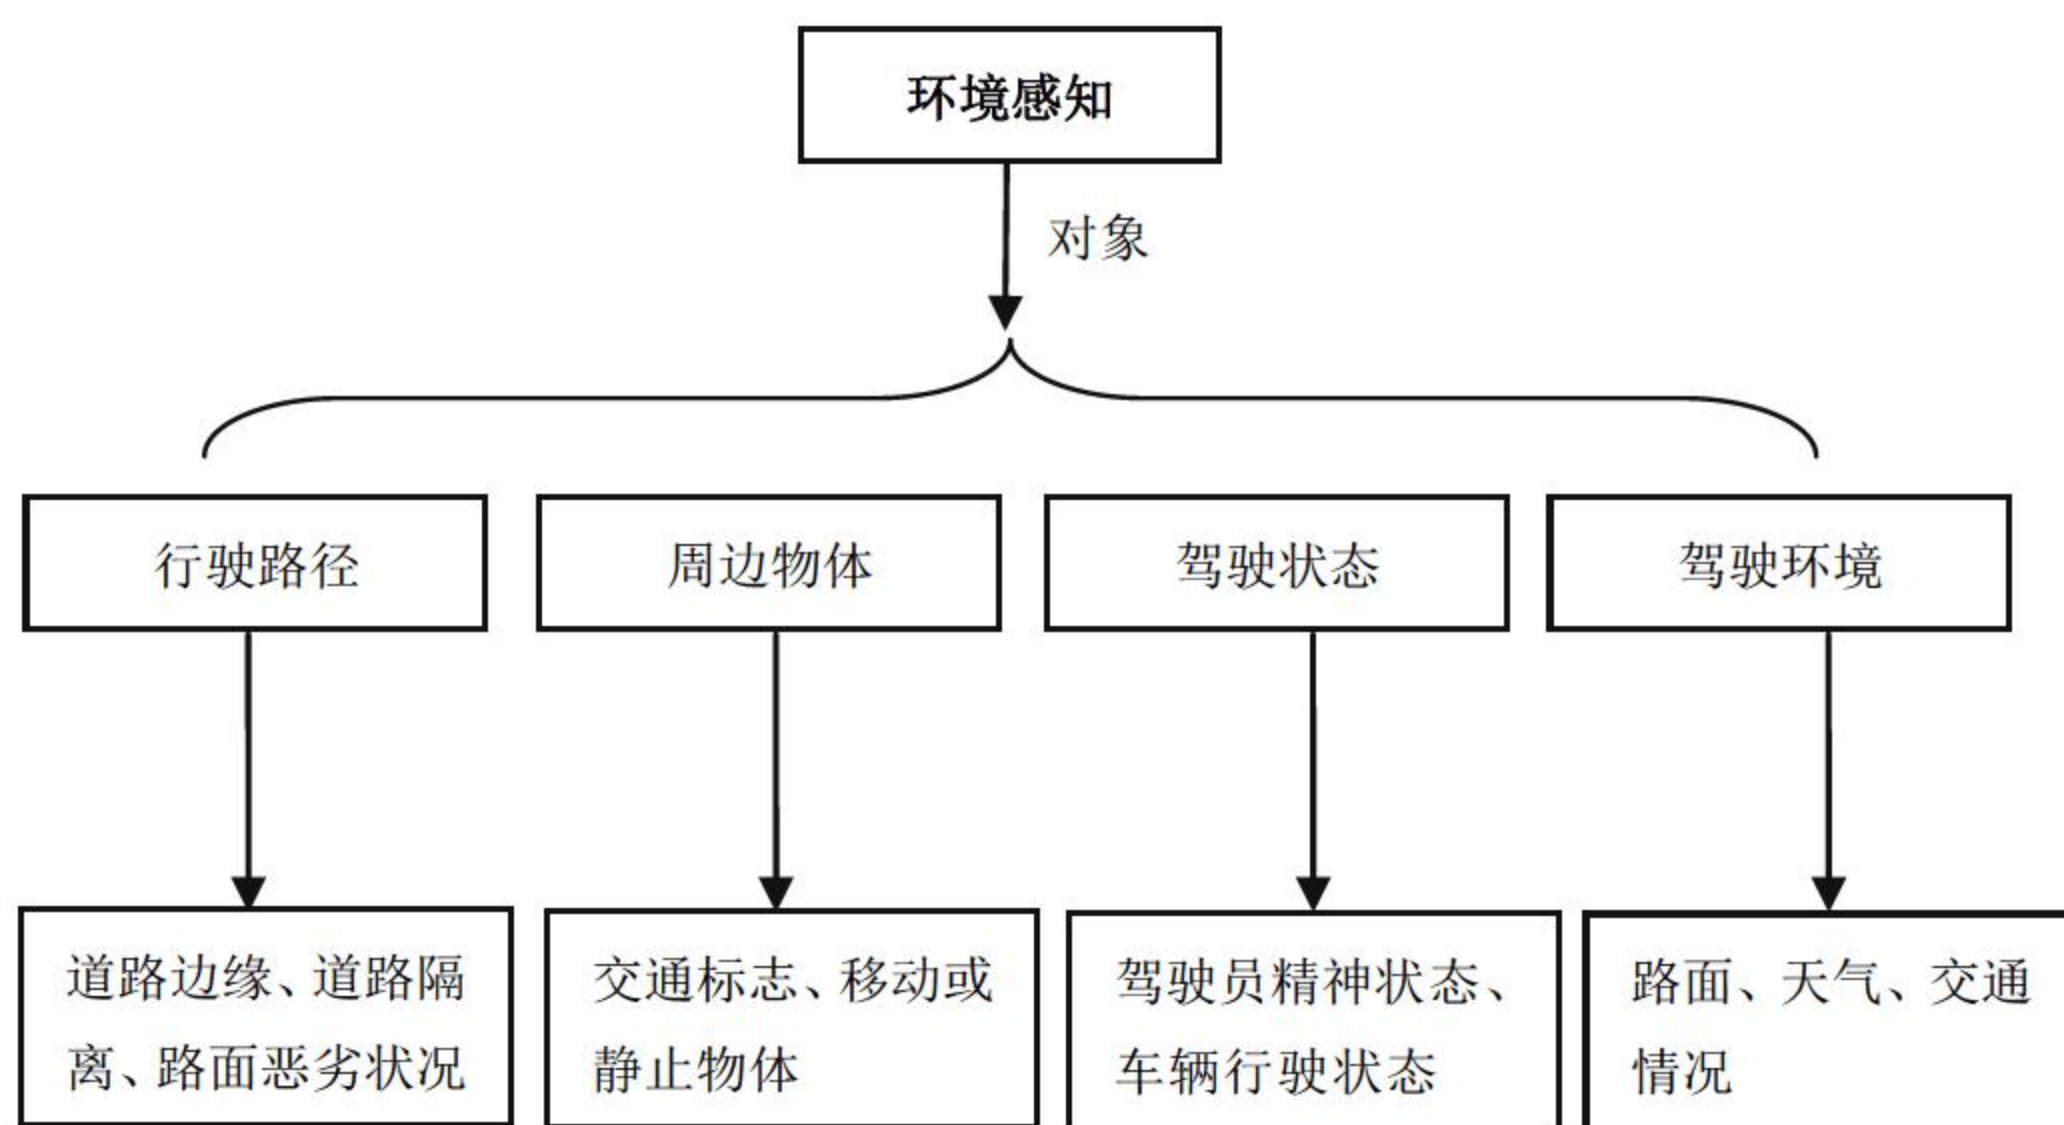 环境感知
对象
行驶路径
周边物体
驾驶状态
驾驶环境
道路边缘、道路隔
离、路面恶劣状况
交通标志、移动或
静止物体
驾驶员精神状态、
车辆行驶状态
路面、天气、交通
情况